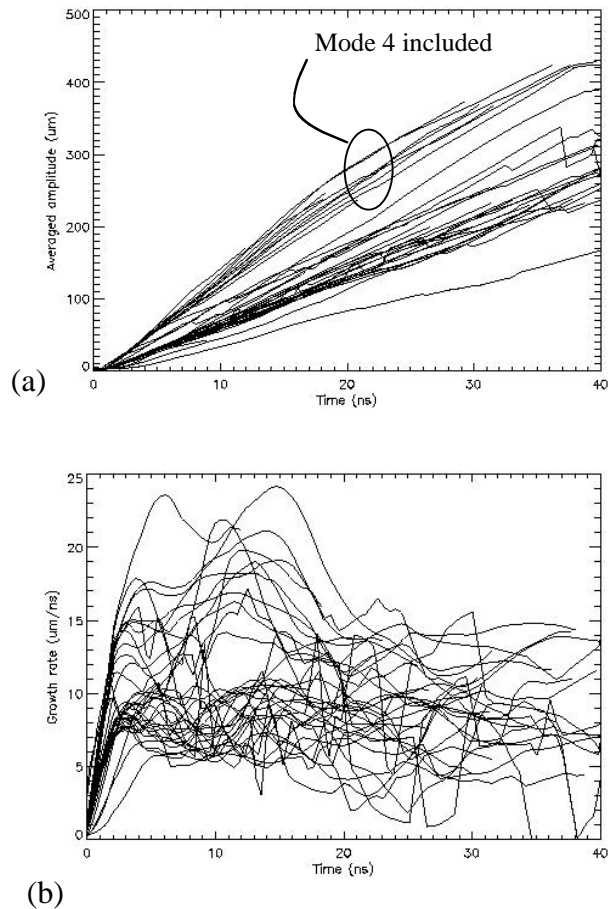 500
Mode 4 included
400
300
200
100
0
Averaged amplitude (um)
0 10 20 30 40
Time (ns)
(a)
25
20
15
10
5
0
Growth rate (um/ns)
0 10 20 30 40
Time (ns)
(b)